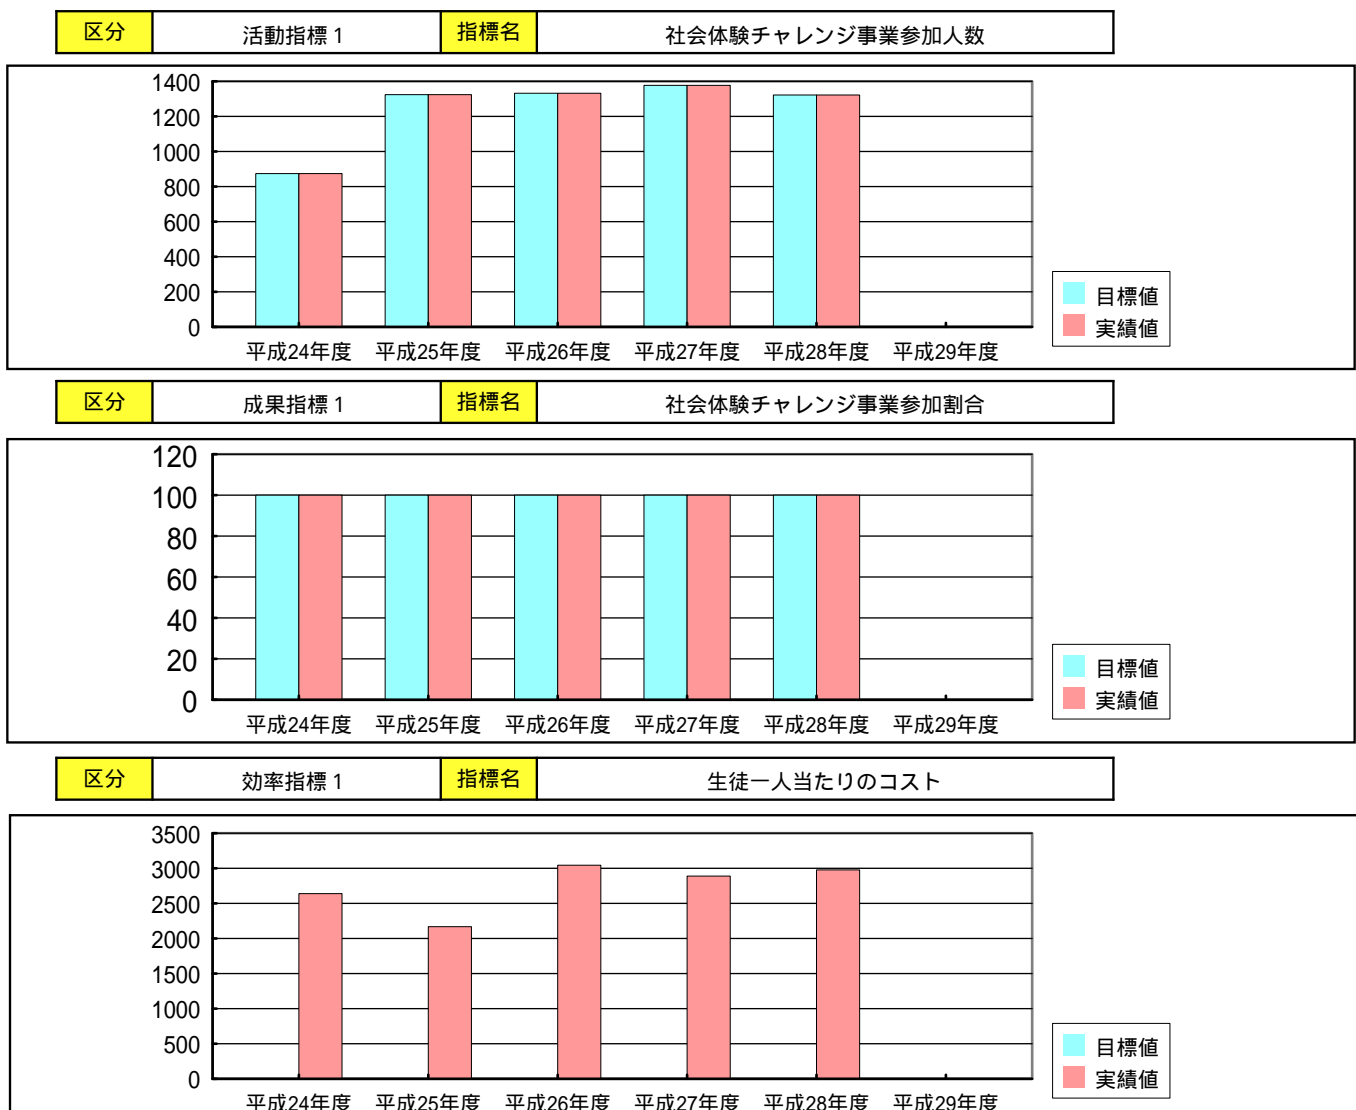 区分 活動指標1 指標名 社会体験チャレンジ事業参加人数
1400
1200
1000
800
600
400
200
0
平成24年度 平成25年度 平成26年度 平成27年度 平成28年度 平成29年度
目標値
実績値
区分 成果指標1 指標名 社会体験チャレンジ事業参加割合
120
100
80
60
40
20
0
平成24年度 平成25年度 平成26年度 平成27年度 平成28年度 平成29年度
目標値
実績値
区分 効率指標1 指標名 生徒一人当たりのコスト
3500
3000
2500
2000
1500
1000
500
0
平成24年度 平成25年度 平成26年度 平成27年度 平成28年度 平成29年度
目標値
実績値